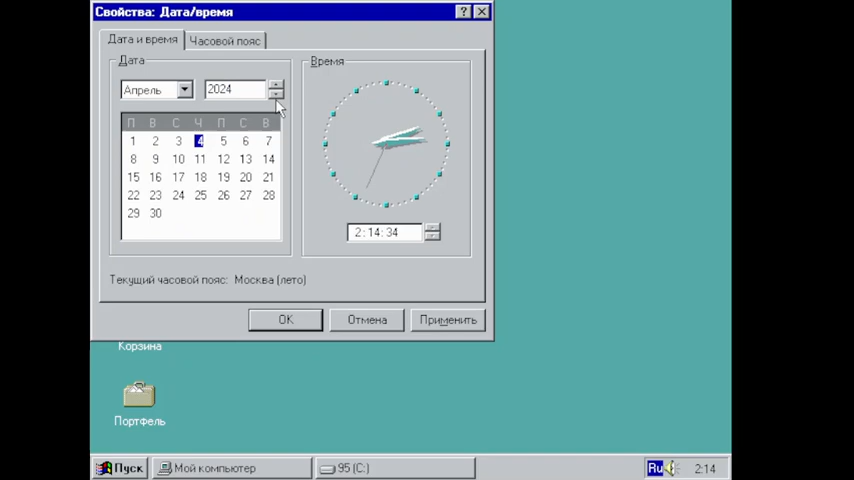 Свойства: Дата/время
Дата и время Часовой пояс
Дата
Апрель 2024
П В С Ч П С В
1 2 3 4 5 6 7
8 9 10 11 12 13 14
15 16 17 18 19 20 21
22 23 24 25 26 27 28
29 30
Время
2:14:34
Текущий часовой пояс: Москва (лето)
ОК Отмена Применить
Корзина
Портфель
Пуск Мой компьютер 95 (C:) Ru 2:14